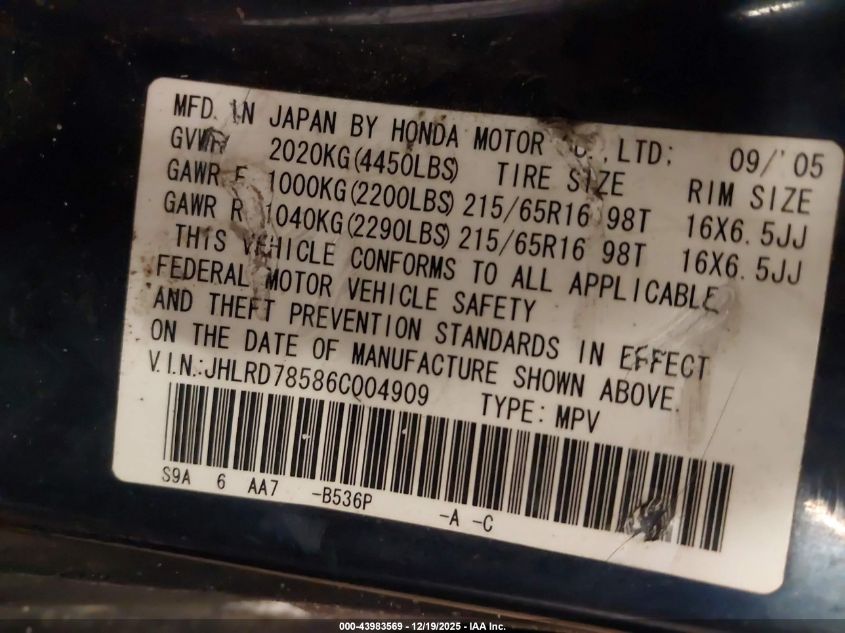 MFD. IN JAPAN BY HONDA MOTOR CO.,LTD: 09/'05
GVWR 2020KG(4450LBS) TIRE SIZE RIM SIZE
GAWR F 1000KG(2200LBS) 215/65R16 98T 16X6.5JJ
GAWR R 1040KG(2290LBS) 215/65R16 98T 16X6.5JJ
THIS VEHICLE CONFORMS TO ALL APPLICABLE
FEDERAL MOTOR VEHICLE SAFETY
AND THEFT PREVENTION STANDARDS IN EFFECT
ON THE DATE OF MANUFACTURE SHOWN ABOVE.
V.I.N.:JHLRD78586C004909 TYPE:MPV
S9A 6 AA7 -B536P -A -C
000-43983569 - 12/19/2025 - IAA Inc.